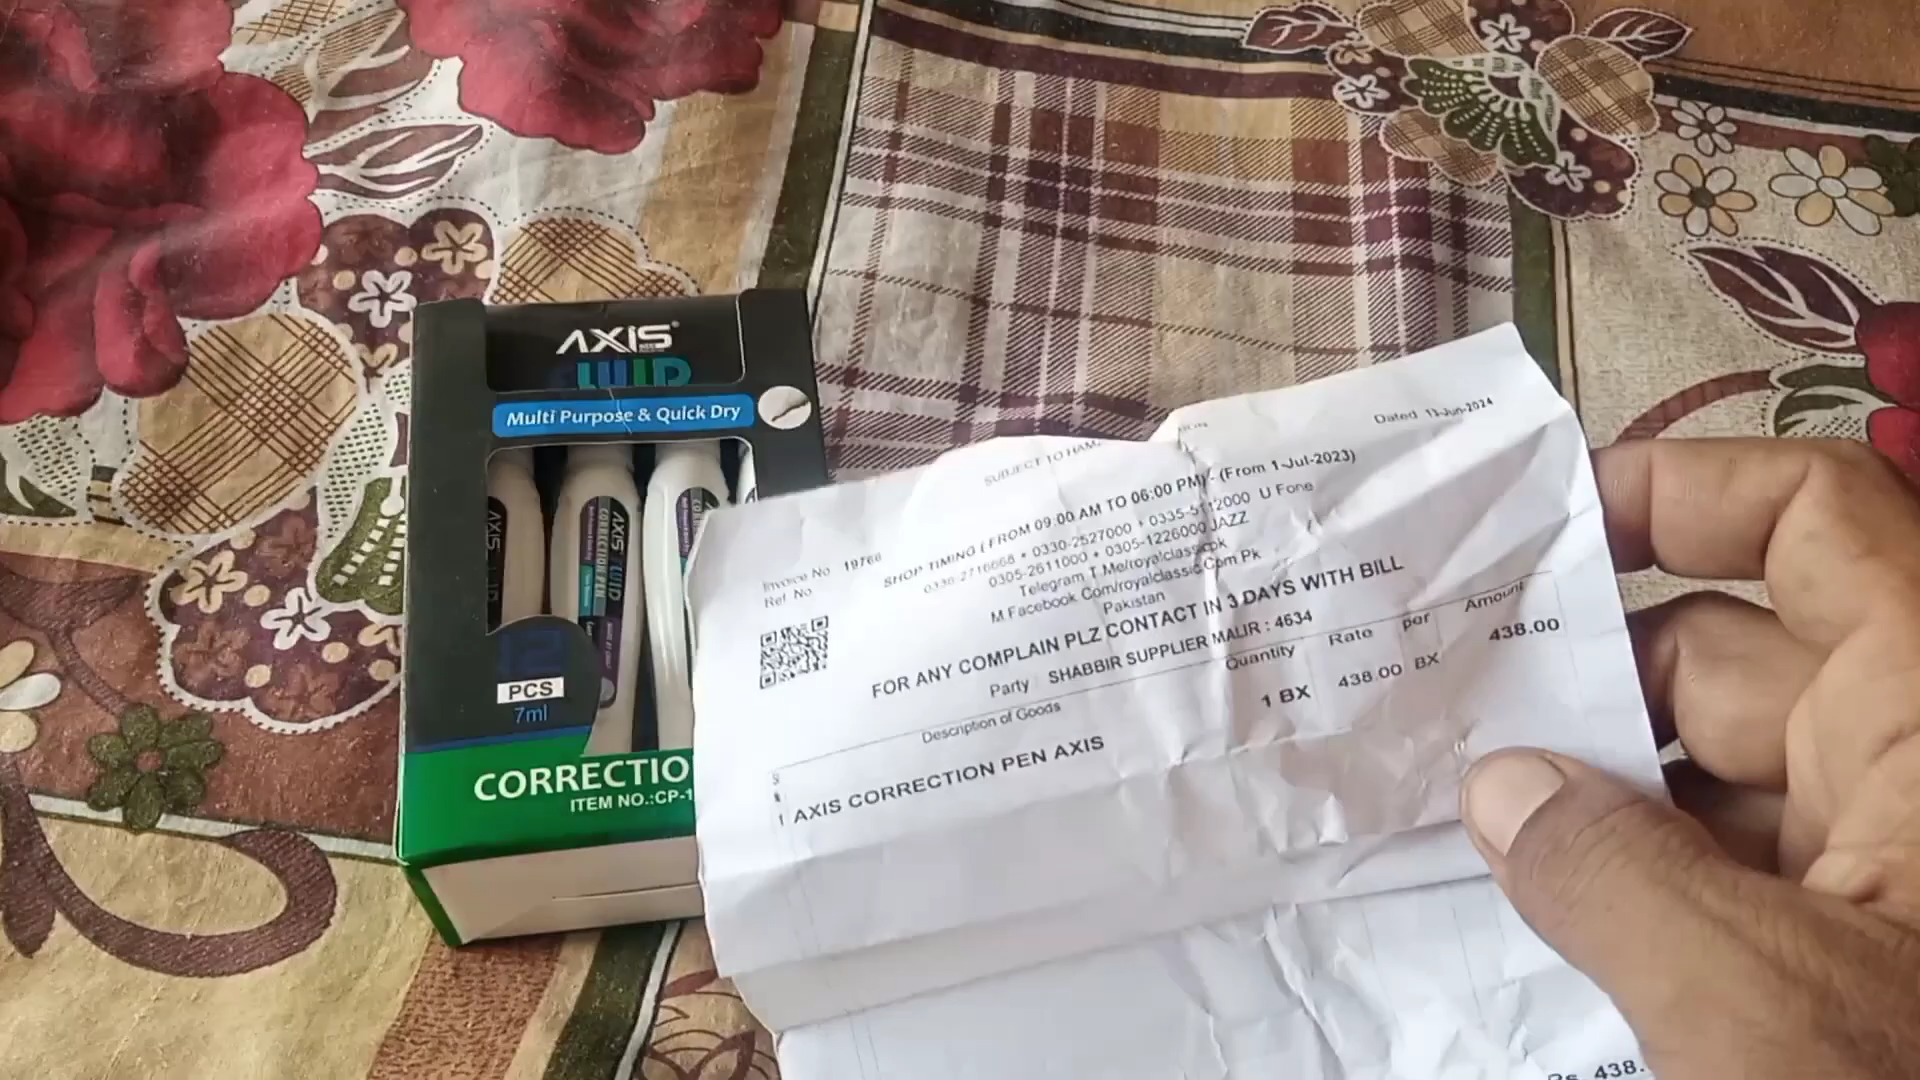 AXIS
FLUID
Multi Purpose & Quick Dry
AXIS
AXIS FLUID
CORRECTION PEN
12
PCS
7ml
CORRECTIO
ITEM NO.:CP-1
SUBJECT TO HAM
Dated 13-Jun-2024
SHOP TIMING ( FROM 09:00 AM TO 06:00 PM) - (From 1-Jul-2023)
Invoice No 19766
0336-2716668 * 0330-2527000 * 0335-5112000 U Fone
Ref. No
0305-2611000 * 0305-1226000 JAZZ
Telegram T.Me/royalclassicpk
M Facebook Com/royalclassic.Com.Pk
Pakistan
FOR ANY COMPLAIN PLZ CONTACT IN 3 DAYS WITH BILL
Party : SHABBIR SUPPLIER MALIR : 4634
S Description of Goods Quantity Rate per Amount
1 AXIS CORRECTION PEN AXIS 1 BX 438.00 BX 438.00
Rs. 438.